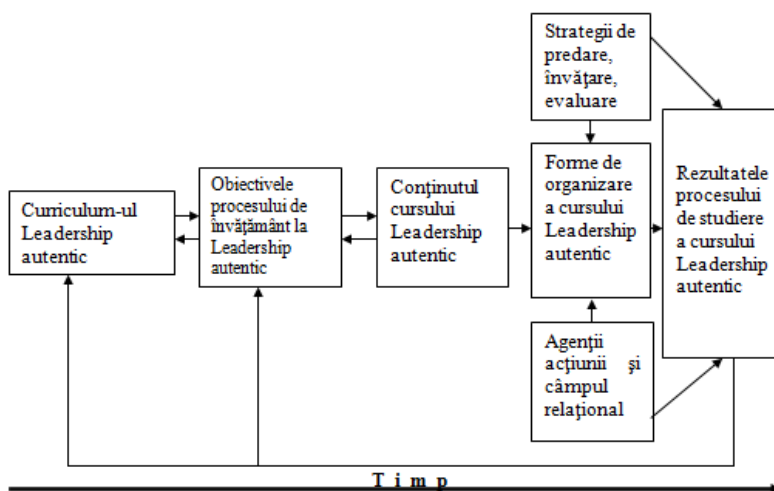 Curriculum-ul
Leadership
autentic
Obiectivele
procesului de
învăţământ la
Leadership
autentic
Conţinutul
cursului
Leadership
autentic
Strategii de
predare,
învăţare,
evaluare
Forme de
organizare
a cursului
Leadership
autentic
Agenţii
acţiunii şi
câmpul
relaţional
Rezultatele
procesului
de studiere
a cursului
Leadership
autentic
Timp